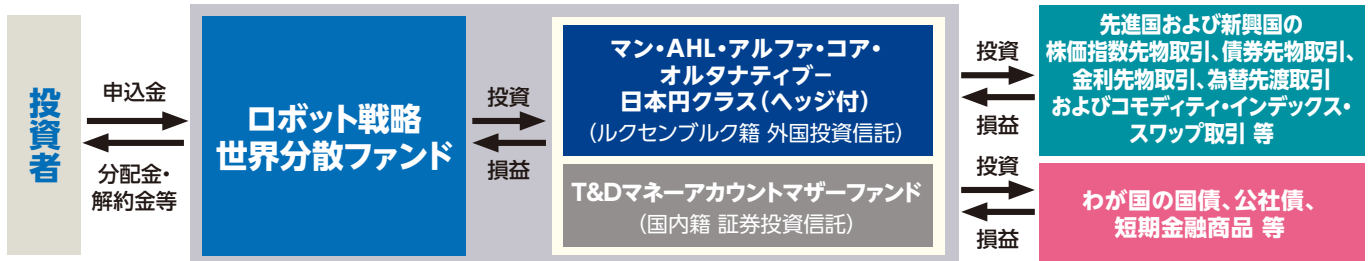 投資者
申込金
分配金・
解約金等
ロボット戦略
世界分散ファンド
投資
損益
マン・AHL・アルファ・コア・
オルタナティブー
日本円クラス（ヘッジ付）
（ルクセンブルク籍 外国投資信託）
T&Dマネーアカウントマザーファンド
（国内籍 証券投資信託）
投資
損益
先進国および新興国の
株価指数先物取引、債券先物取引、
金利先物取引、為替先渡取引
およびコモディティ・インデックス・
スワップ取引 等
投資
損益
わが国の国債、公社債、
短期金融商品 等